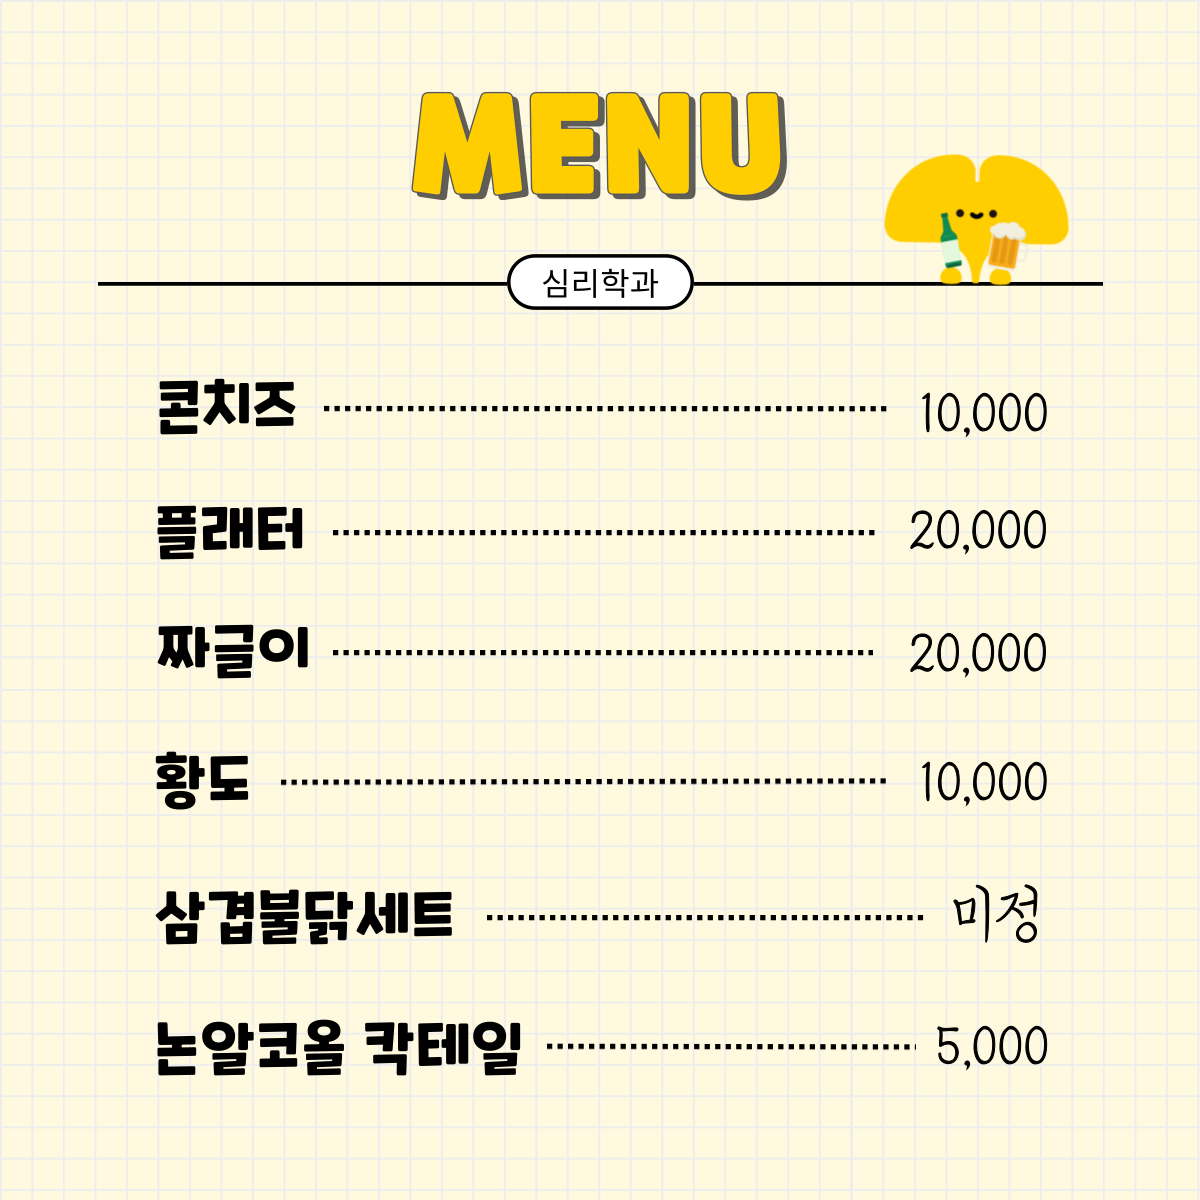 MENU
심리학과
콘치즈 10,000
플래터 20,000
짜글이 20,000
황도 10,000
삼겹불닭세트 미정
논알코올 칵테일 5,000